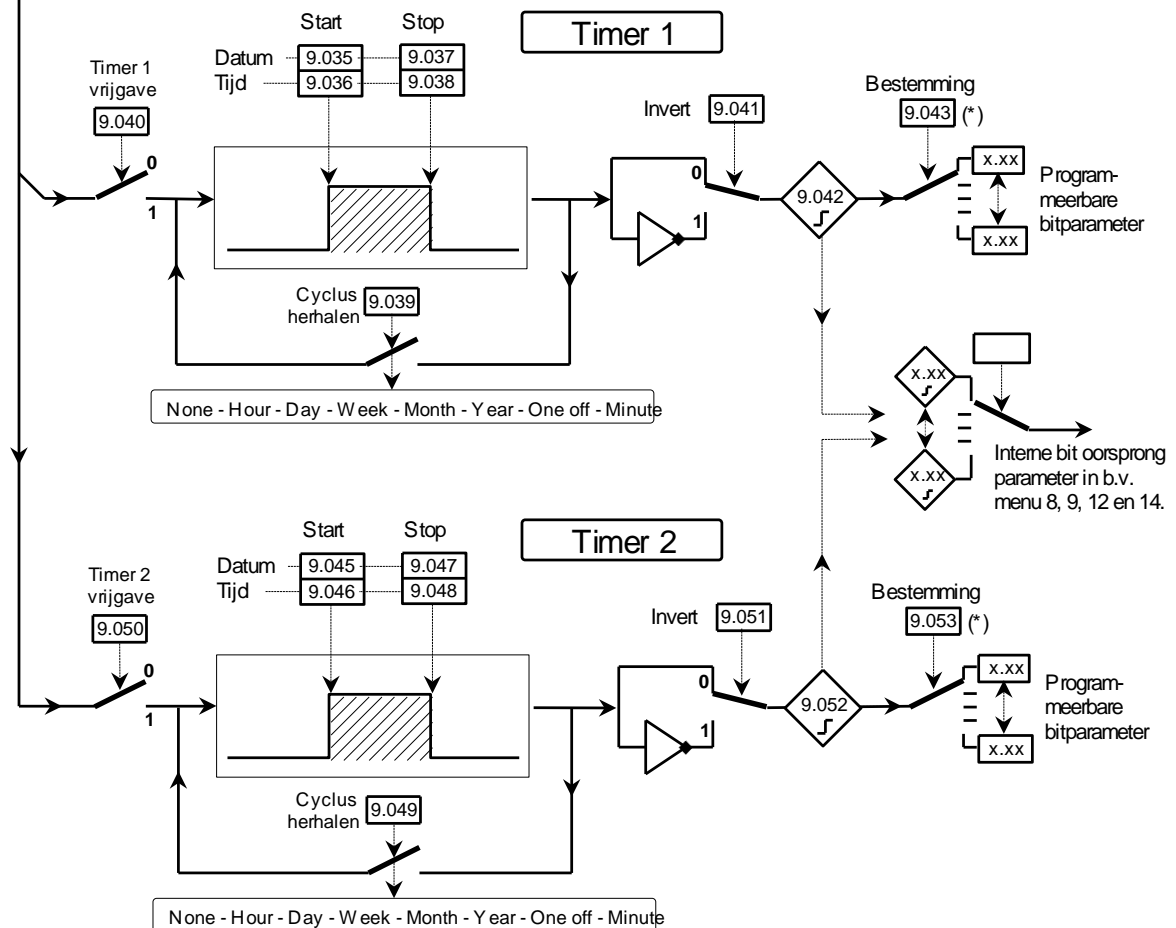 Timer 1
Start Stop
Datum 9.035 9.037
Tijd 9.036 9.038
Timer 1
vrijgave
9.040
0
1
Invert 9.041
0
1
9.042
Bestemming
9.043 (*)
x.xx
x.xx
Program-
meerbare
bitparameter
Cyclus
herhalen
9.039
None - Hour - Day - Week - Month - Year - One off - Minute
x.xx
x.xx
Interne bit oorsprong
parameter in b.v.
menu 8, 9, 12 en 14.
Timer 2
Start Stop
Datum 9.045 9.047
Tijd 9.046 9.048
Timer 2
vrijgave
9.050
0
1
Invert 9.051
0
1
9.052
Bestemming
9.053 (*)
x.xx
x.xx
Program-
meerbare
bitparameter
Cyclus
herhalen
9.049
None - Hour - Day - Week - Month - Year - One off - Minute